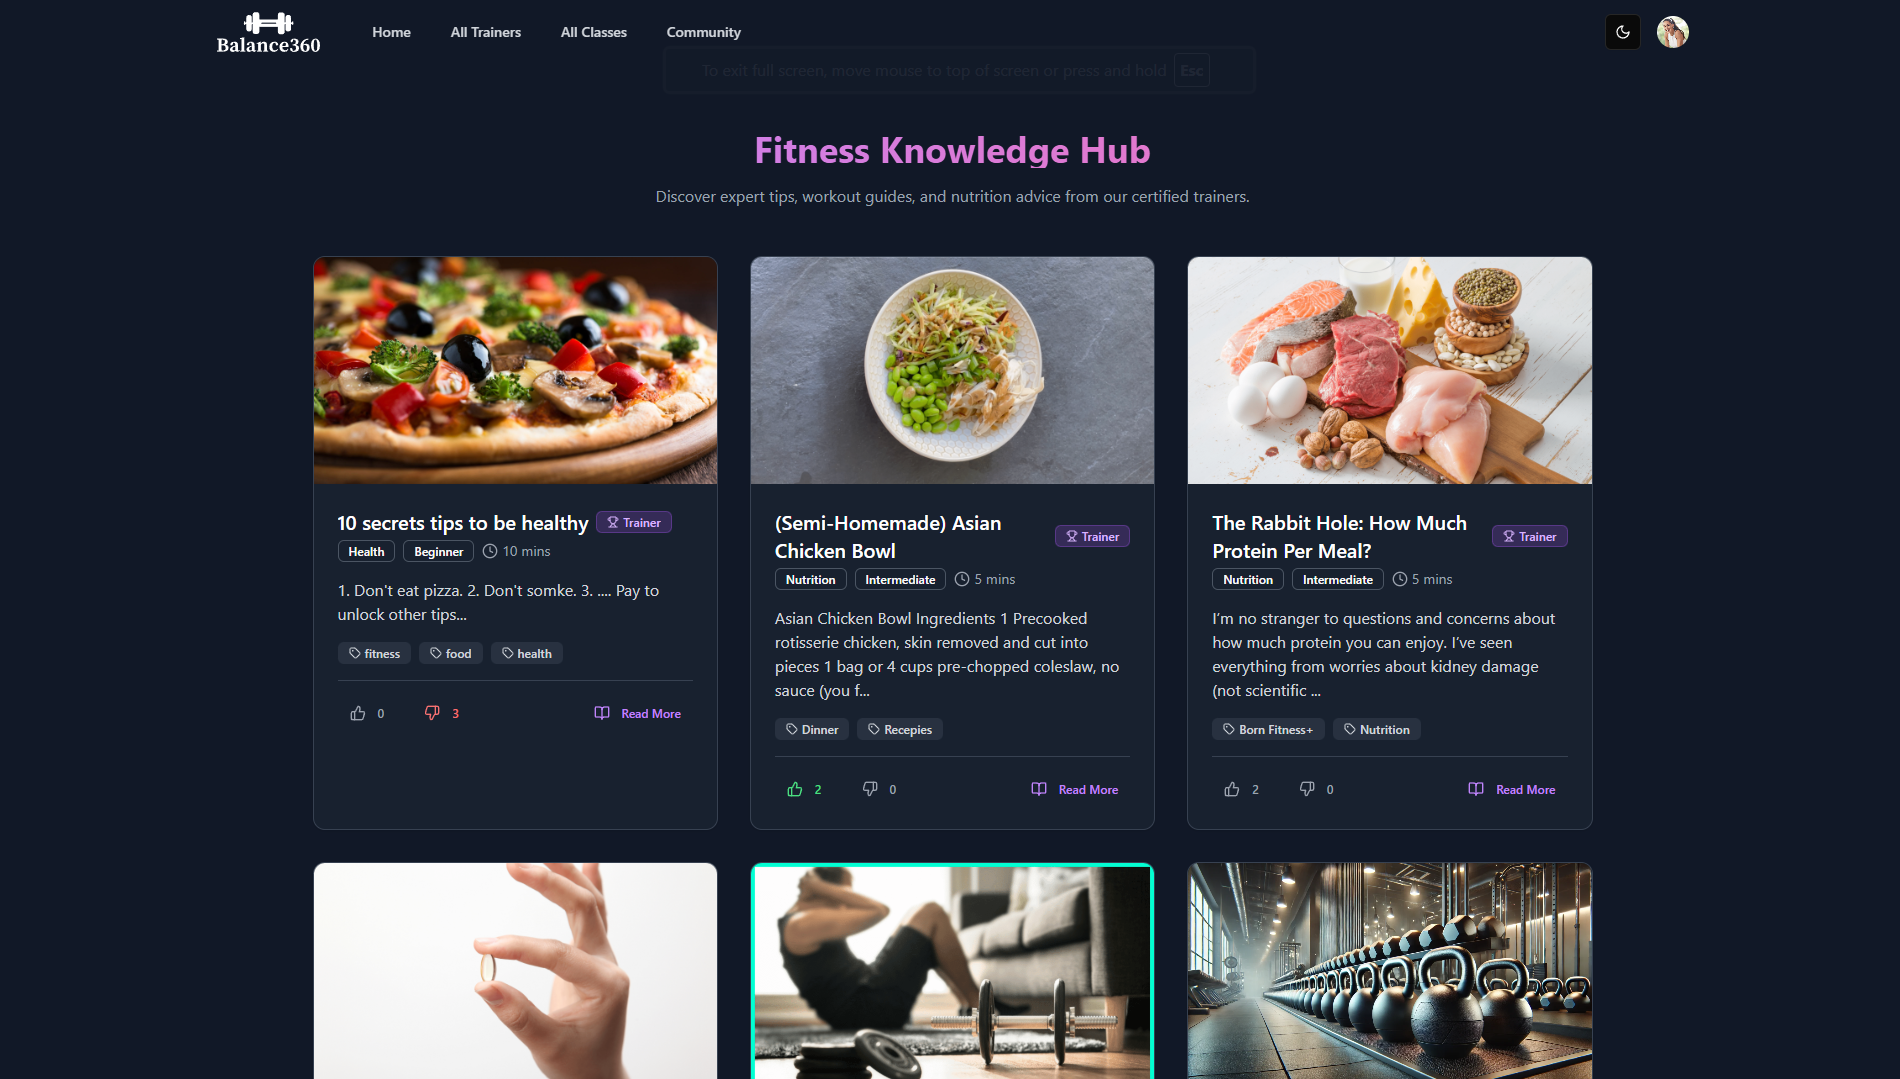 Balance360
Home
All Trainers
All Classes
Community
To exit full screen, move mouse to top of screen or press and hold Esc
Fitness Knowledge Hub
Discover expert tips, workout guides, and nutrition advice from our certified trainers.
10 secrets tips to be healthy
Trainer
Health
Beginner
10 mins
1. Don't eat pizza. 2. Don't somke. 3. .... Pay to
unlock other tips...
fitness
food
health
0
3
Read More
(Semi-Homemade) Asian
Chicken Bowl
Trainer
Nutrition
Intermediate
5 mins
Asian Chicken Bowl Ingredients 1 Precooked
rotisserie chicken, skin removed and cut into
pieces 1 bag or 4 cups pre-chopped coleslaw, no
sauce (you f...
Dinner
Recepies
2
0
Read More
The Rabbit Hole: How Much
Protein Per Meal?
Trainer
Nutrition
Intermediate
5 mins
I’m no stranger to questions and concerns about
how much protein you can enjoy. I’ve seen
everything from worries about kidney damage
(not scientific ...
Born Fitness+
Nutrition
2
0
Read More